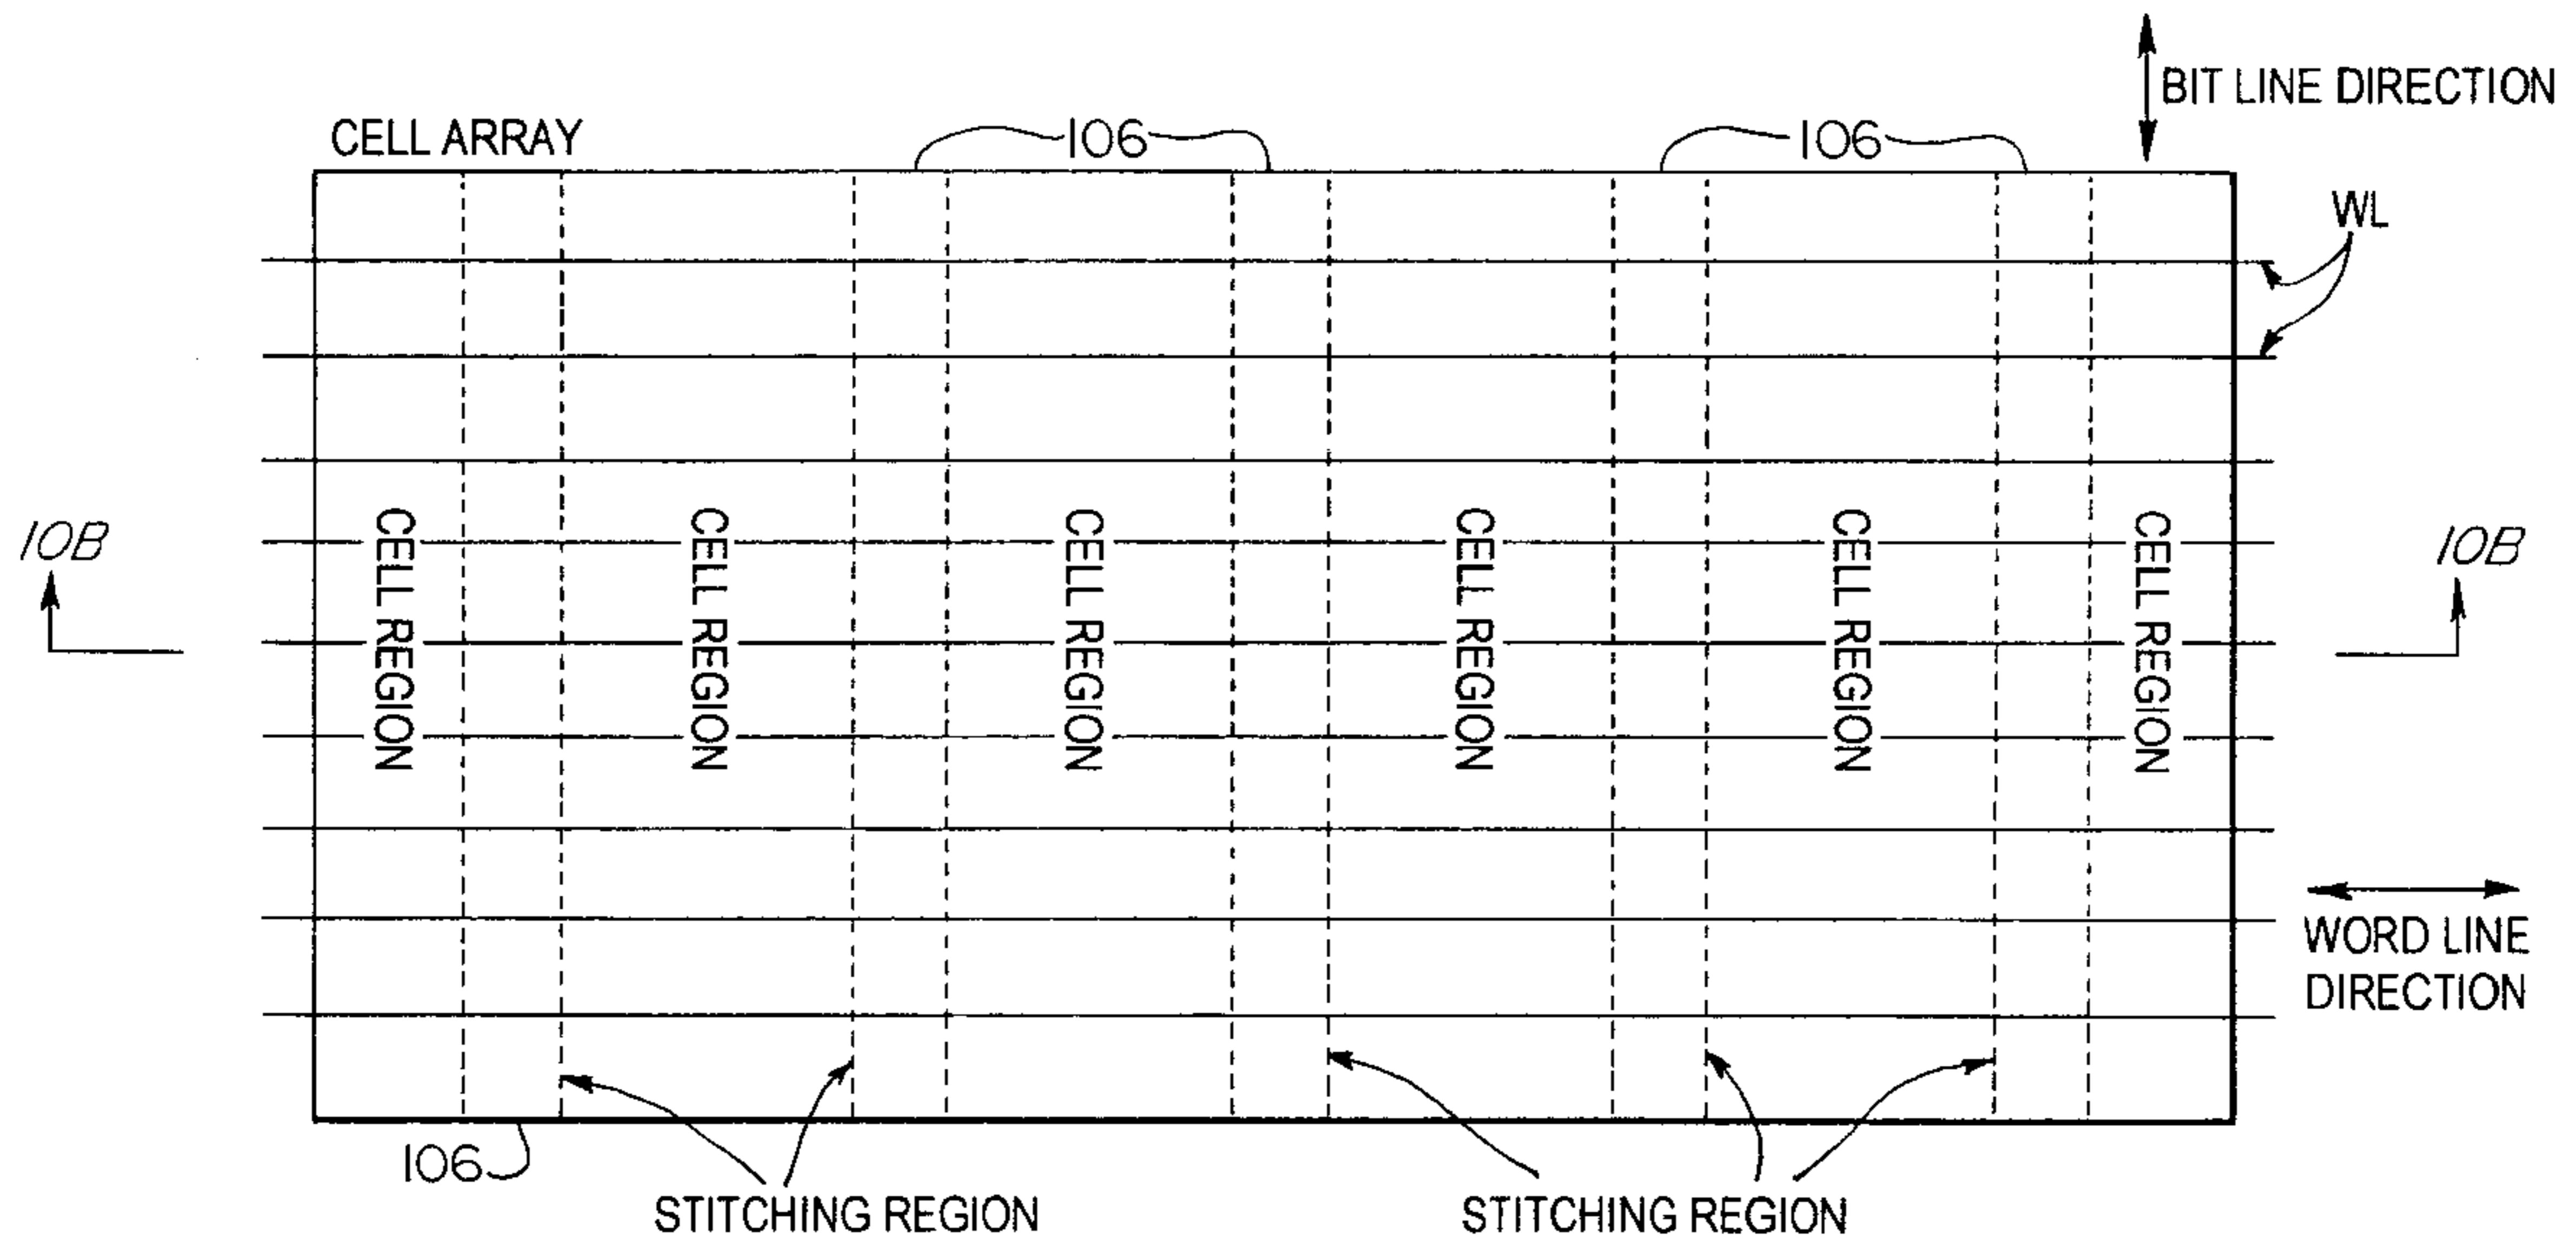 BIT LINE DIRECTION
CELL ARRAY
106
106
WL
10B
CELL REGION
CELL REGION
CELL REGION
CELL REGION
CELL REGION
CELL REGION
10B
WORD LINE
DIRECTION
106
STITCHING REGION
STITCHING REGION